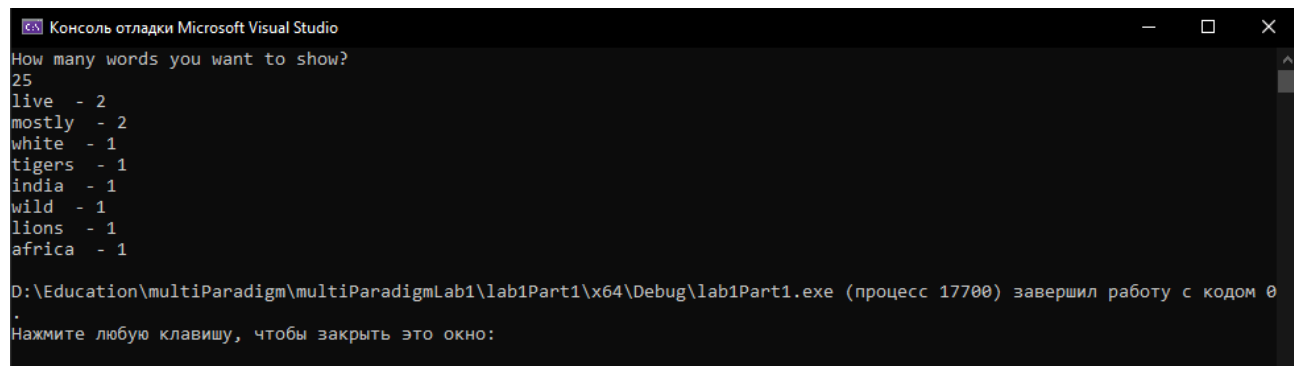 Консоль отладки Microsoft Visual Studio
How many words you want to show?
25
live  - 2
mostly  - 2
white  - 1
tigers  - 1
india  - 1
wild  - 1
lions  - 1
africa  - 1
D:\Education\multiParadigm\multiParadigmLab1\lab1Part1\x64\Debug\lab1Part1.exe (процесс 17700) завершил работу с кодом 0
.
Нажмите любую клавишу, чтобы закрыть это окно: